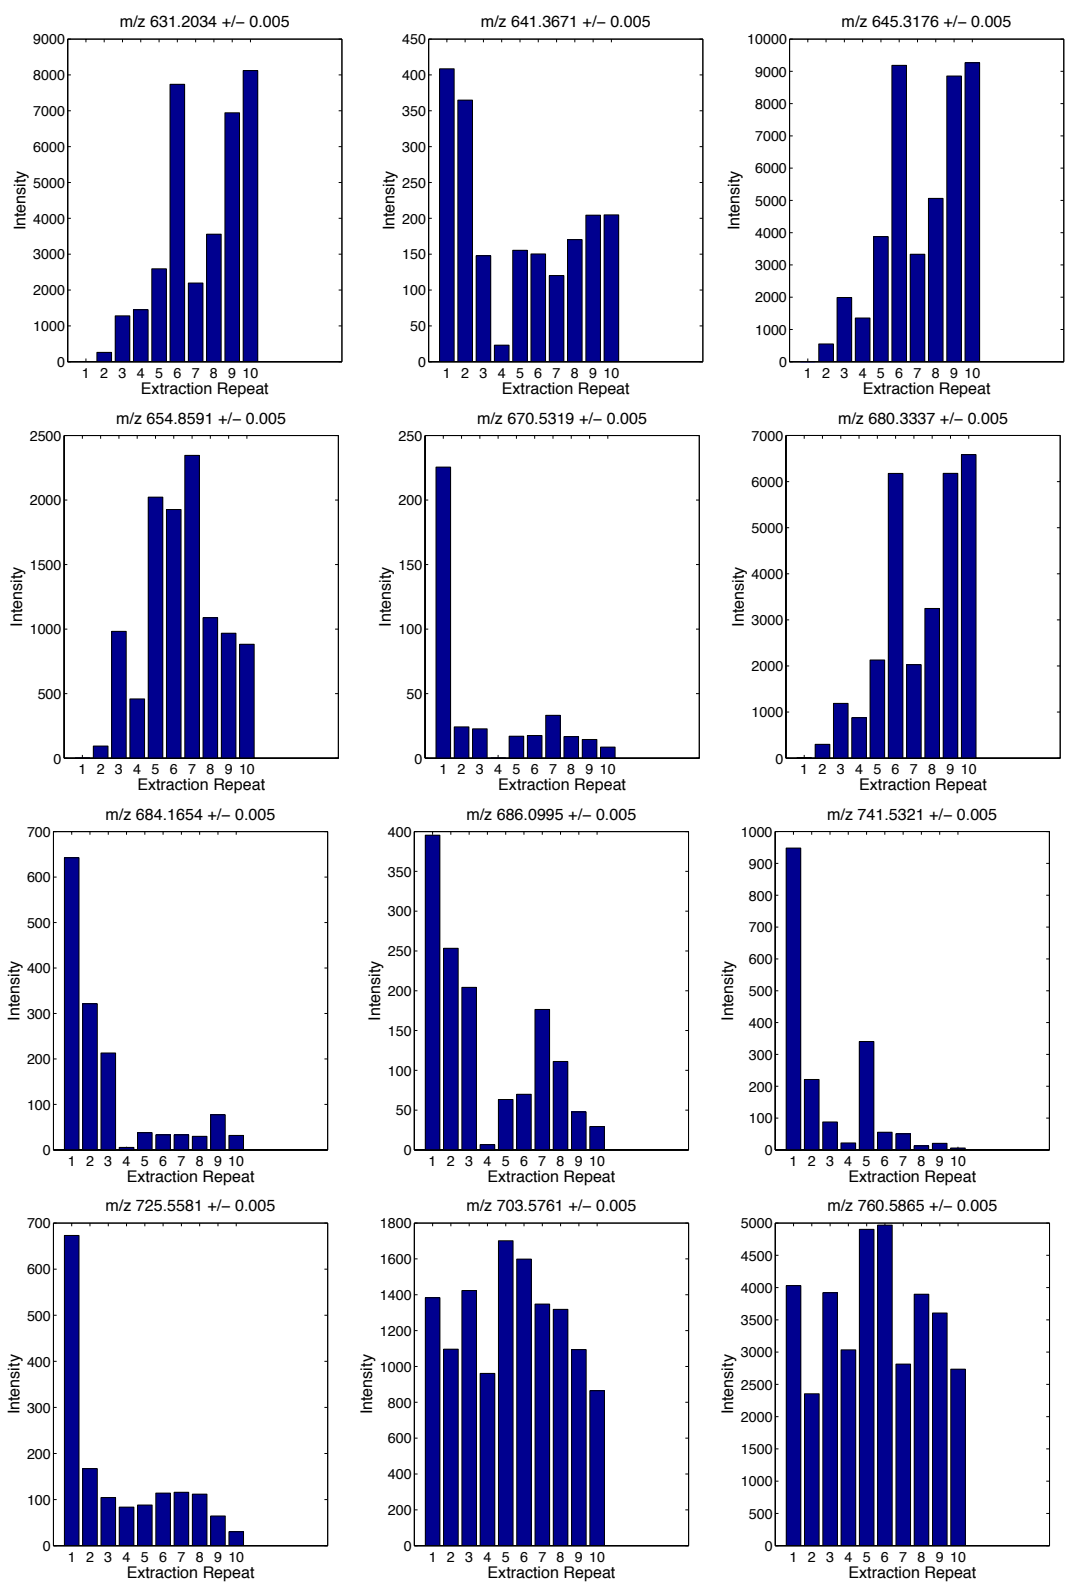 m/z 631.2034 +/− 0.005
9000
8000
7000
6000
5000
4000
3000
2000
1000
0
Intensity
1 2 3 4 5 6 7 8 9 10
Extraction Repeat
m/z 641.3671 +/− 0.005
450
400
350
300
250
200
150
100
50
0
Intensity
1 2 3 4 5 6 7 8 9 10
Extraction Repeat
m/z 645.3176 +/− 0.005
10000
9000
8000
7000
6000
5000
4000
3000
2000
1000
0
Intensity
1 2 3 4 5 6 7 8 9 10
Extraction Repeat
m/z 654.8591 +/− 0.005
2500
2000
1500
1000
500
0
Intensity
1 2 3 4 5 6 7 8 9 10
Extraction Repeat
m/z 670.5319 +/− 0.005
250
200
150
100
50
0
Intensity
1 2 3 4 5 6 7 8 9 10
Extraction Repeat
m/z 680.3337 +/− 0.005
7000
6000
5000
4000
3000
2000
1000
0
Intensity
1 2 3 4 5 6 7 8 9 10
Extraction Repeat
m/z 684.1654 +/− 0.005
700
600
500
400
300
200
100
0
Intensity
1 2 3 4 5 6 7 8 9 10
Extraction Repeat
m/z 686.0995 +/− 0.005
400
350
300
250
200
150
100
50
0
Intensity
1 2 3 4 5 6 7 8 9 10
Extraction Repeat
m/z 741.5321 +/− 0.005
1000
900
800
700
600
500
400
300
200
100
0
Intensity
1 2 3 4 5 6 7 8 9 10
Extraction Repeat
m/z 725.5581 +/− 0.005
700
600
500
400
300
200
100
0
Intensity
1 2 3 4 5 6 7 8 9 10
Extraction Repeat
m/z 703.5761 +/− 0.005
1800
1600
1400
1200
1000
800
600
400
200
0
Intensity
1 2 3 4 5 6 7 8 9 10
Extraction Repeat
m/z 760.5865 +/− 0.005
5000
4500
4000
3500
3000
2500
2000
1500
1000
500
0
Intensity
1 2 3 4 5 6 7 8 9 10
Extraction Repeat